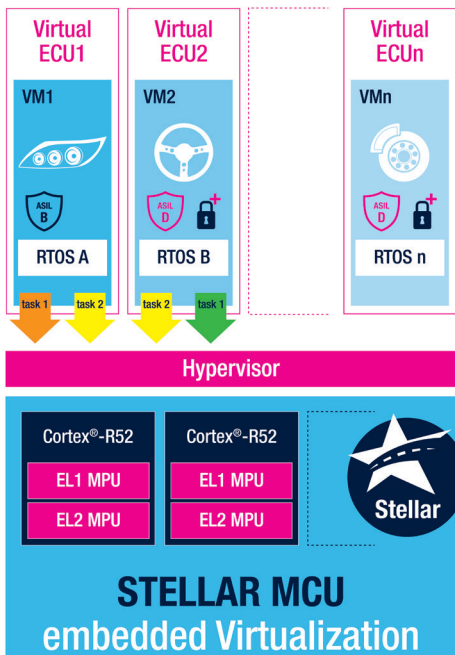 Virtual
ECU1
Virtual
ECU2
Virtual
ECUn
VM1
VM2
VMn
ASIL
B
ASIL
D
ASIL
D
RTOS A
RTOS B
RTOS n
task 1
task 2
task 2
task 1
Hypervisor
Cortex®-R52
Cortex®-R52
EL1 MPU
EL1 MPU
EL2 MPU
EL2 MPU
Stellar
STELLAR MCU
embedded Virtualization